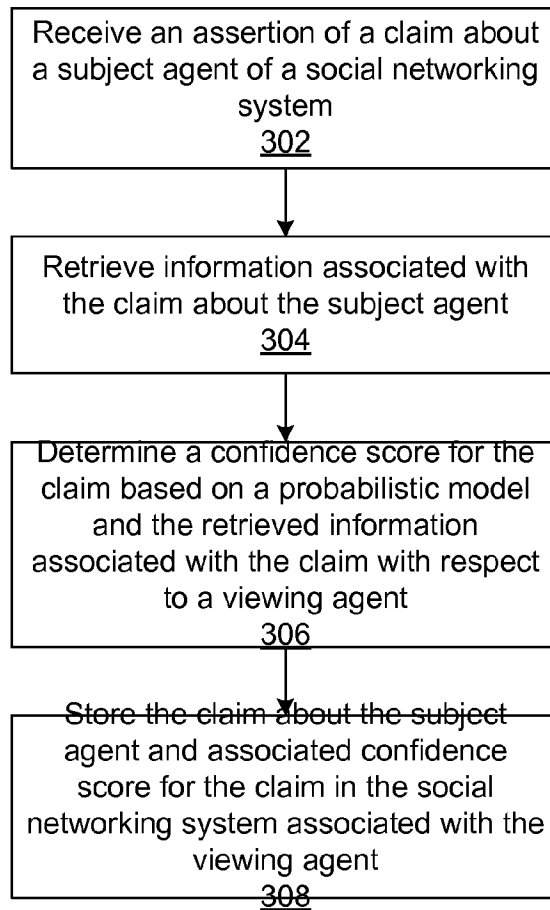 Receive an assertion of a claim about
a subject agent of a social networking
system
302
Retrieve information associated with
the claim about the subject agent
304
Determine a confidence score for the
claim based on a probabilistic model
and the retrieved information
associated with the claim with respect
to a viewing agent
306
Store the claim about the subject
agent and associated confidence
score for the claim in the social
networking system associated with the
viewing agent
308